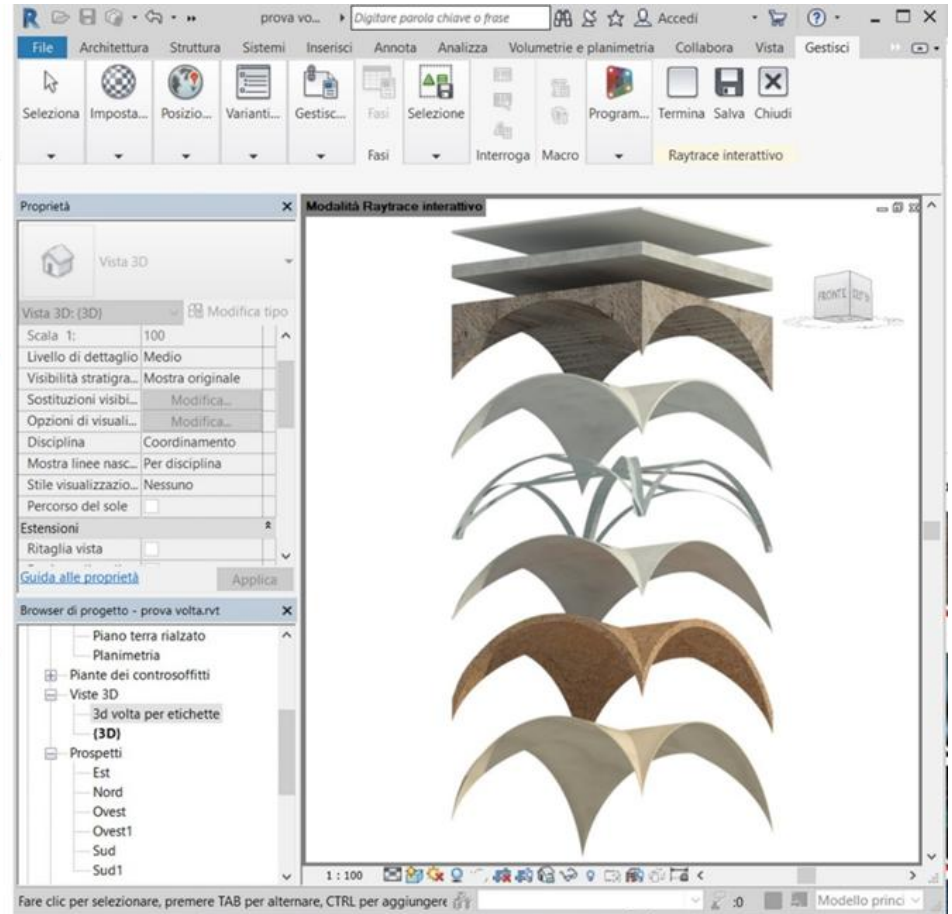 prova vo...
Digitare parola chiave o frase
Accedi
File Architettura Struttura Sistemi Inserisci Annota Analizza Volumetrie e planimetria Collabora Vista Gestisci
Seleziona Imposta... Posizio... Varianti... Gestisc... Fasi Selezione Program... Termina Salva Chiudi
Fasi Interroga Macro Raytrace interattivo
Proprietà
Vista 3D
Vista 3D: {3D} Modifica tipo
Scala 1: 100
Livello di dettaglio Medio
Visibilità stratigra... Mostra originale
Sostituzioni visibi... Modifica...
Opzioni di visuali... Modifica...
Disciplina Coordinamento
Mostra linee nasc... Per disciplina
Stile visualizzazio... Nessuno
Percorso del sole
Estensioni
Ritaglia vista
Guida alle proprietà Applica
Browser di progetto - prova volta.rvt
Piano terra rialzato
Planimetria
Piante dei controsoffitti
Viste 3D
3d volta per etichette
{3D}
Prospetti
Est
Nord
Ovest
Ovest1
Sud
Sud1
Modalità Raytrace interattivo
FRONTE
1 : 100
Fare clic per selezionare, premere TAB per alternare, CTRL per aggiungere
:0
Modello princi